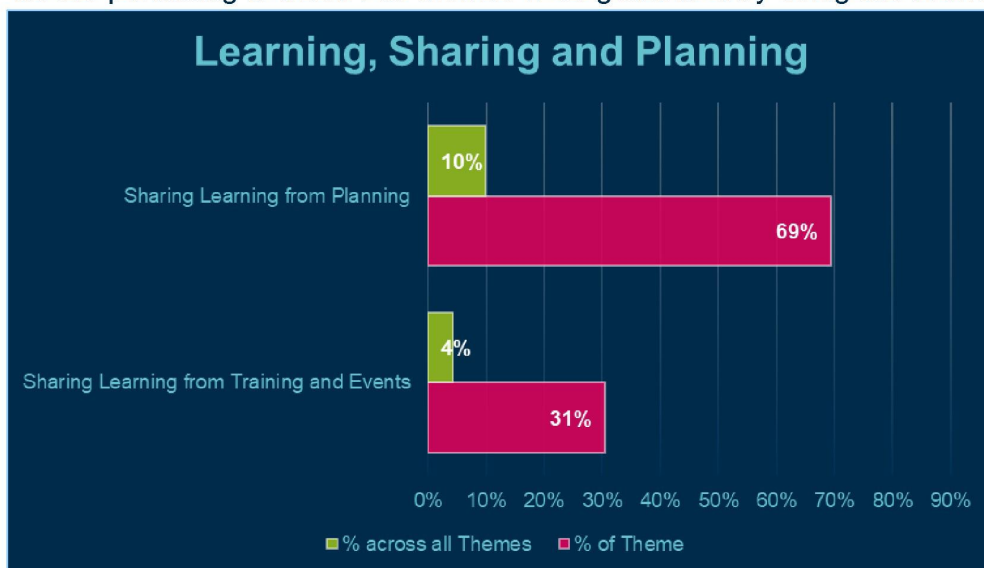 Learning, Sharing and Planning
10%
Sharing Learning from Planning
69%
4%
Sharing Learning from Training and Events
31%
0% 10% 20% 30% 40% 50% 60% 70% 80% 90%
% across all Themes % of Theme